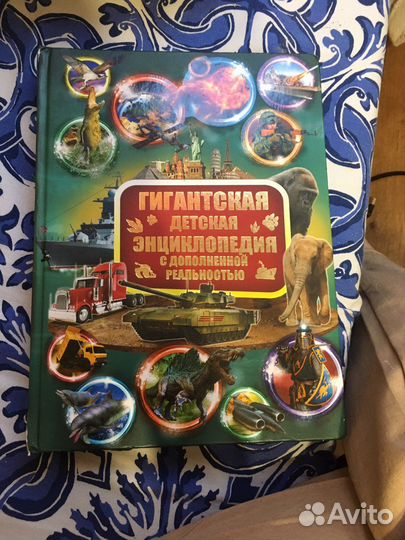 ГИГАНТСКАЯ
ДЕТСКАЯ
ЭНЦИКЛОПЕДИЯ
С ДОПОЛНЕННОЙ
РЕАЛЬНОСТЬЮ
Avito